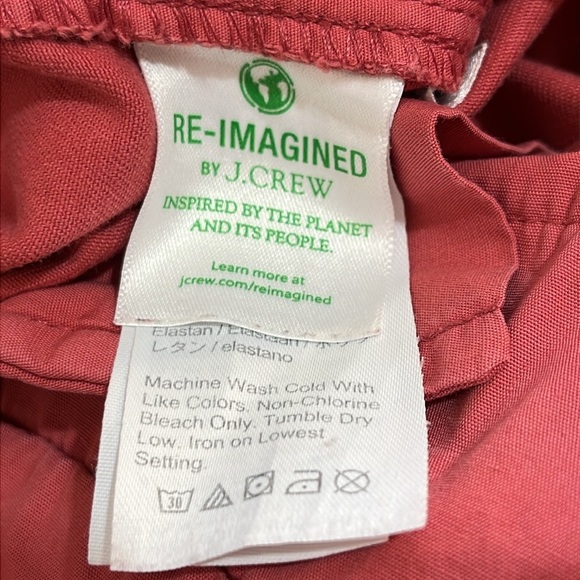 RE-IMAGINED
BY J.CREW
INSPIRED BY THE PLANET
AND ITS PEOPLE.
Learn more at
jcrew.com/reimagined
Elastan / Elastaan /
レタン / elastano
Machine Wash Cold With
Like Colors. Non-Chlorine
Bleach Only. Tumble Dry
Low. Iron on Lowest
Setting.
30